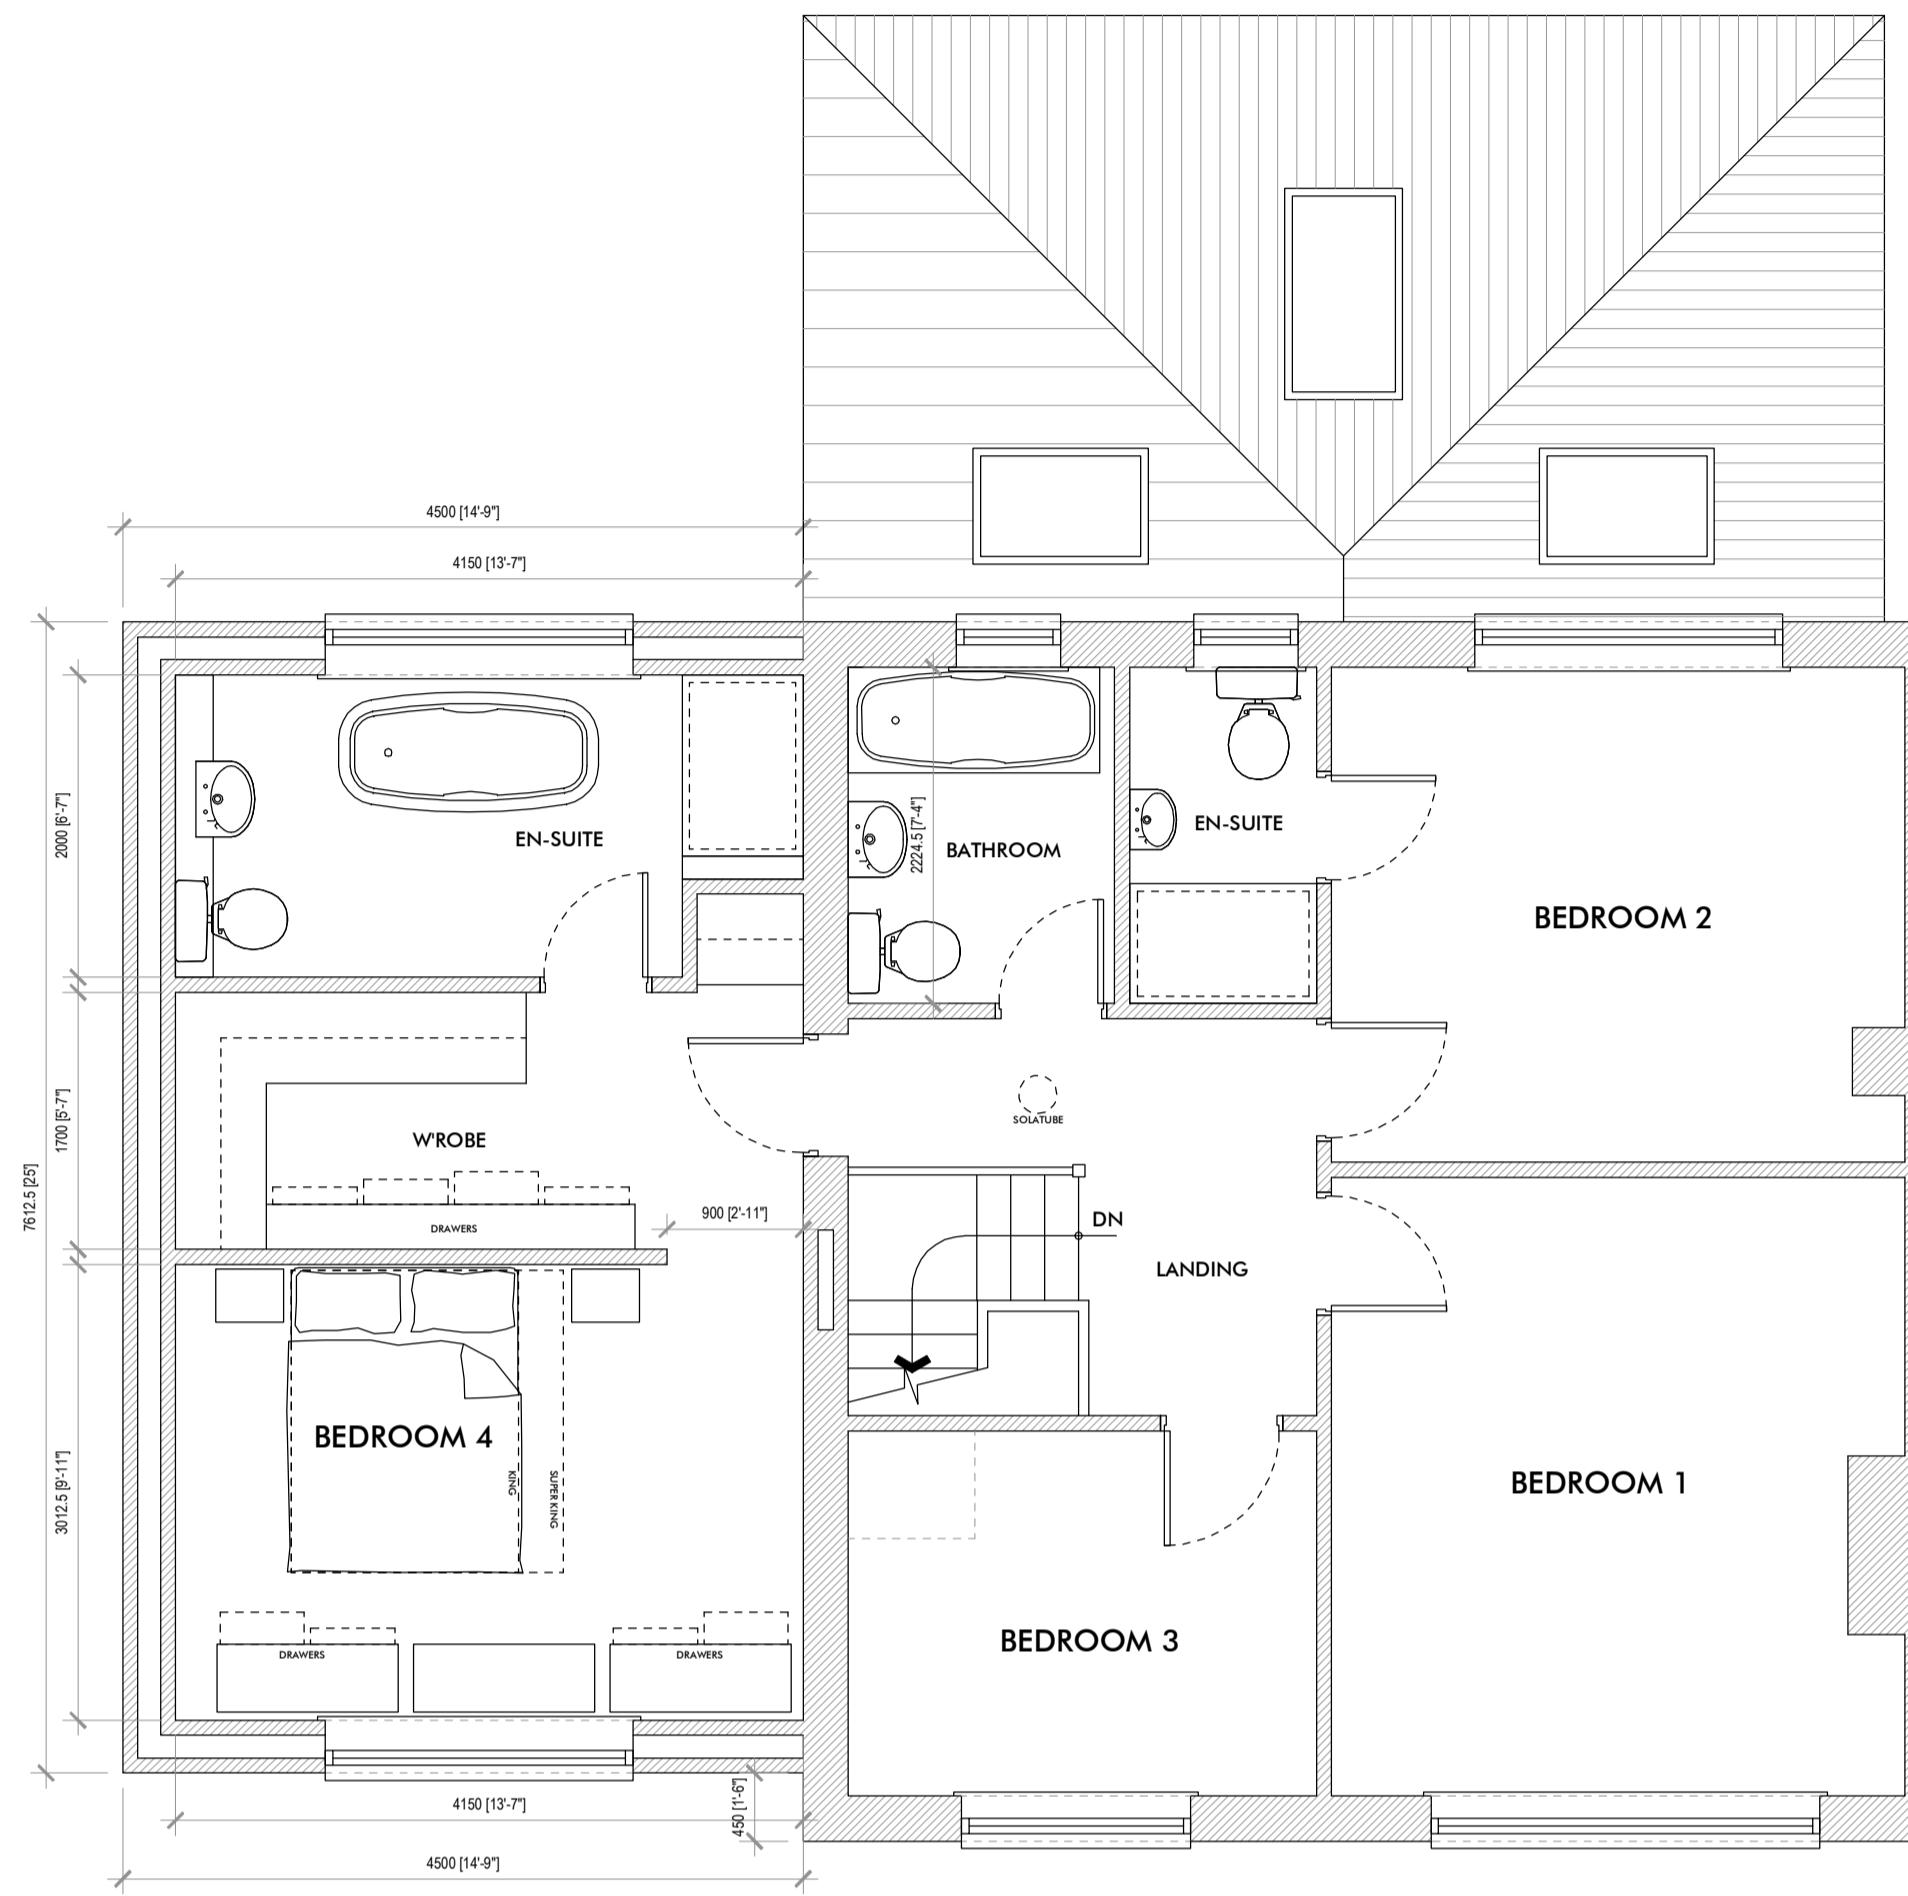 4500 [14'-9"]
4150 [13'-7"]
2000 [6'-7"]
EN-SUITE
2224.5 [7'-4"]
BATHROOM
EN-SUITE
BEDROOM 2
1700 [5'-7"]
7612.5 [25']
W'ROBE
SOLATUBE
DRAWERS
900 [2'-11"]
DN
LANDING
BEDROOM 4
KING
SUPER KING
3012.5 [9'-11"]
BEDROOM 1
BEDROOM 3
DRAWERS
DRAWERS
4150 [13'-7"]
450 [1'-6"]
4500 [14'-9"]